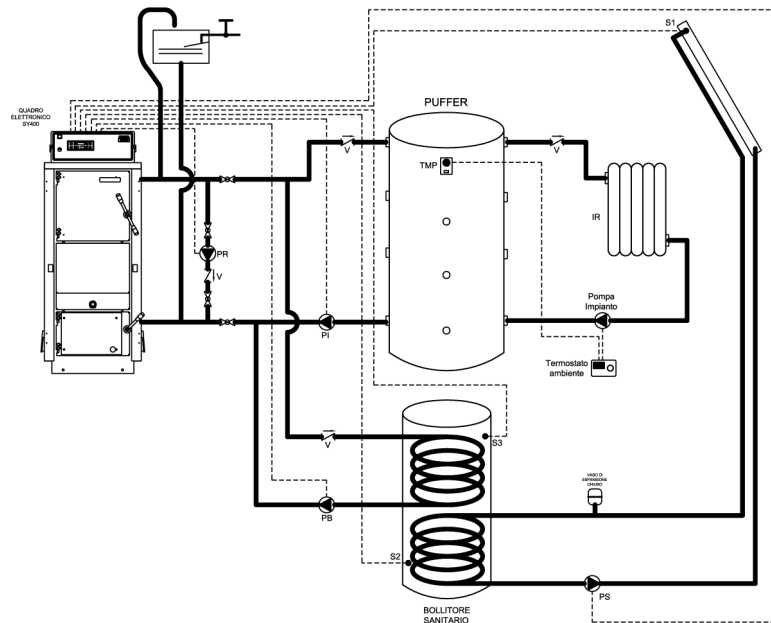 S1
QUADRO
ELETTRONICO
SY400
PUFFER
V
V
TMP
IR
PR
V
Pompa
Impianto
PI
Termostato
ambiente
S3
V
VASO DI
ESPANSIONE
CHIUSO
PB
S2
PS
BOLLITORE
SANITARIO